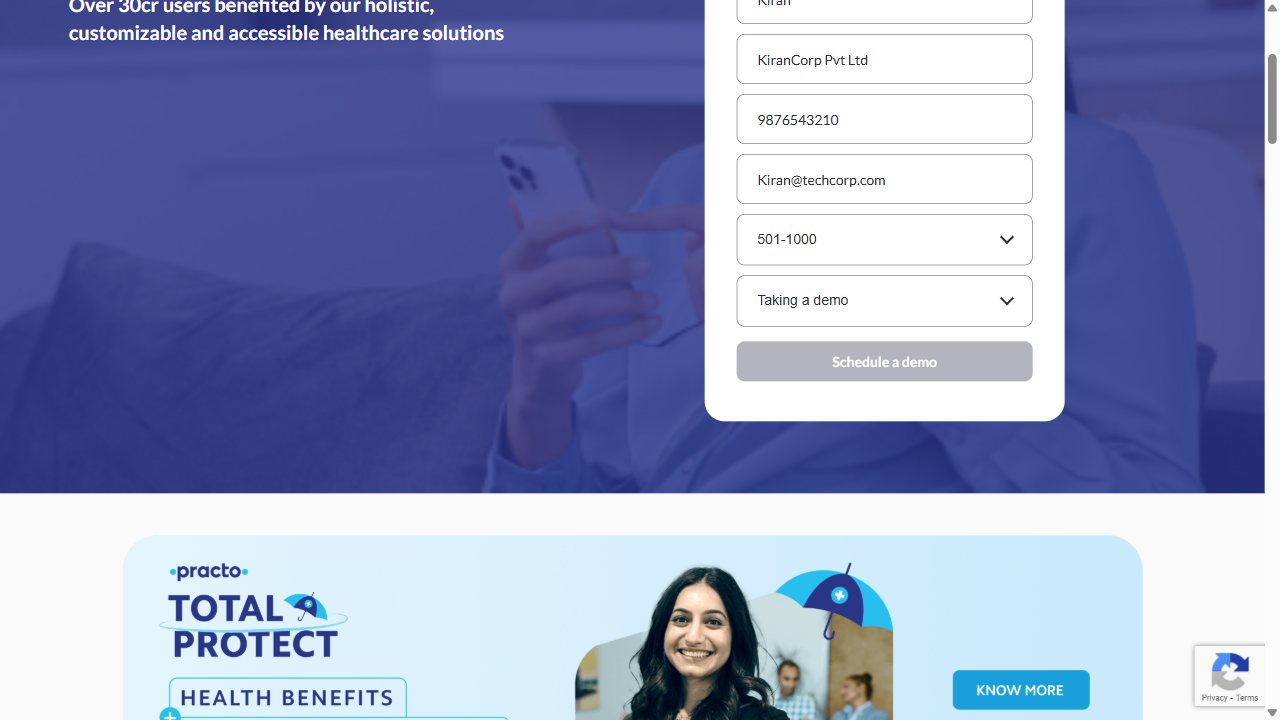 Over 30cr users benefited by our holistic,
customizable and accessible healthcare solutions
Kiran
KiranCorp Pvt Ltd
9876543210
Kiran@techcorp.com
501-1000
Taking a demo
Schedule a demo
•practo•
TOTAL
PROTECT
HEALTH BENEFITS
KNOW MORE
Privacy - Terms